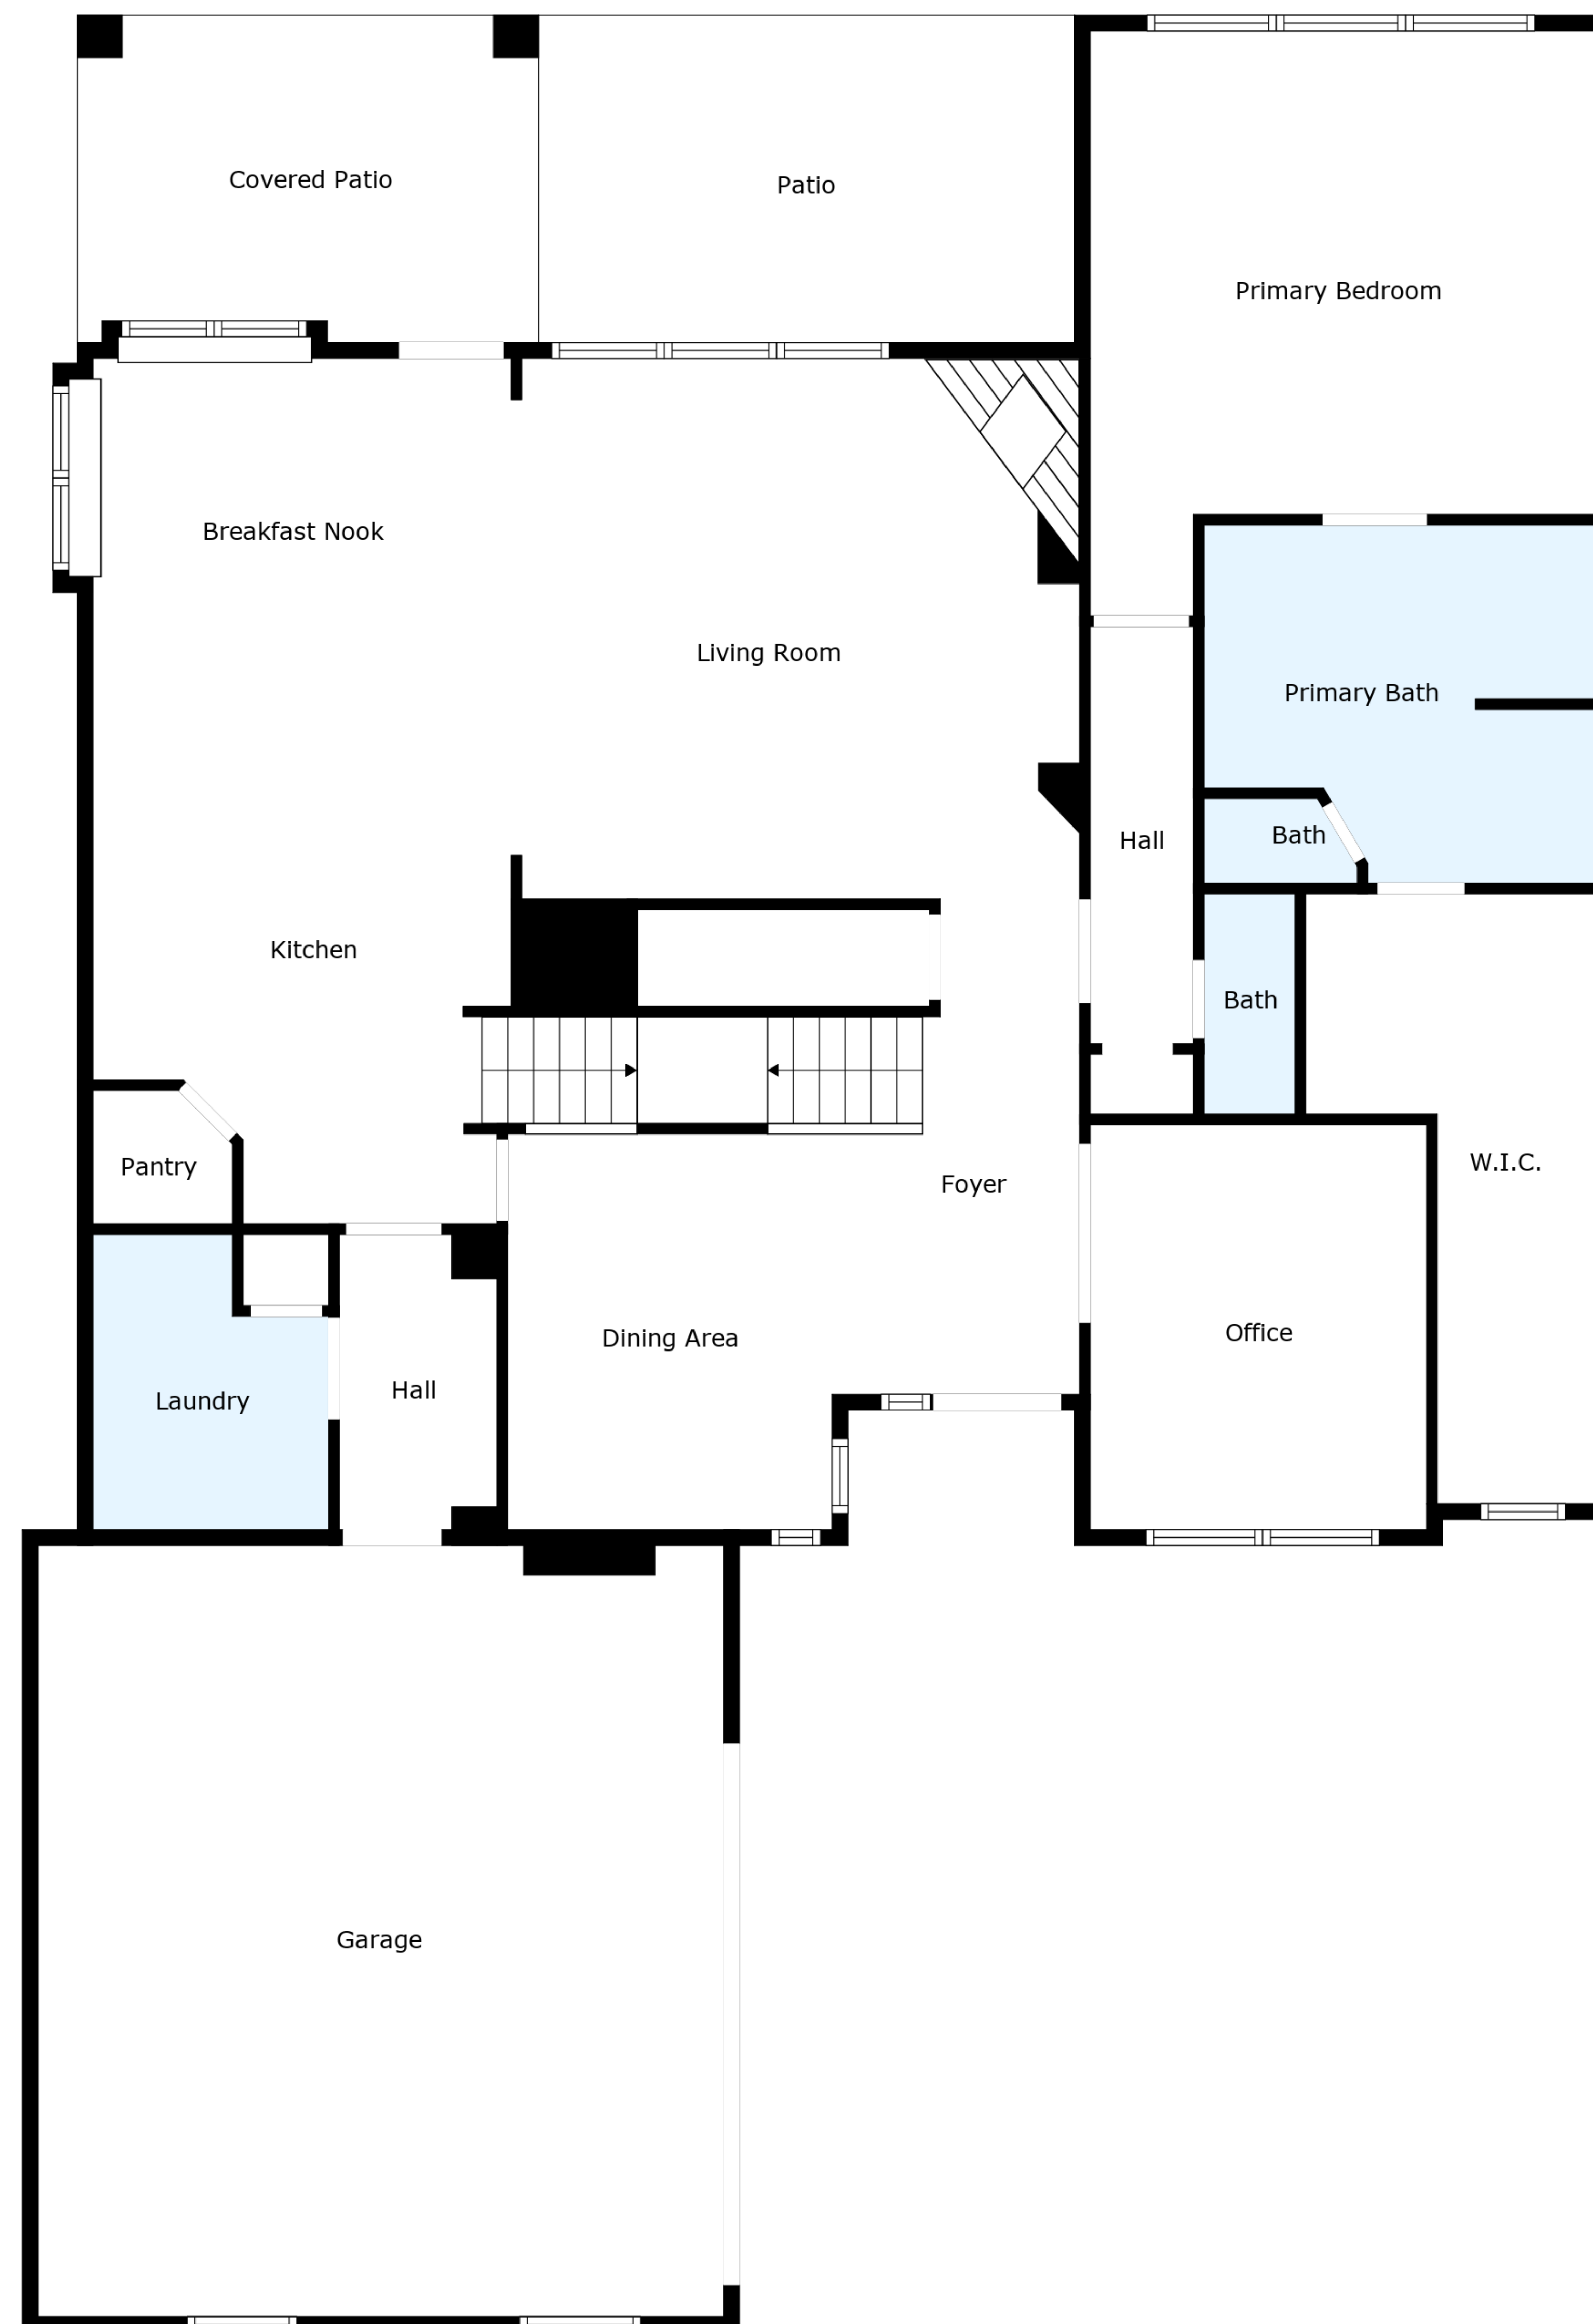 Covered Patio
Patio
Primary Bedroom
Breakfast Nook
Living Room
Primary Bath
Hall
Bath
Kitchen
Bath
Pantry
Foyer
W.I.C.
Dining Area
Office
Laundry
Hall
Garage